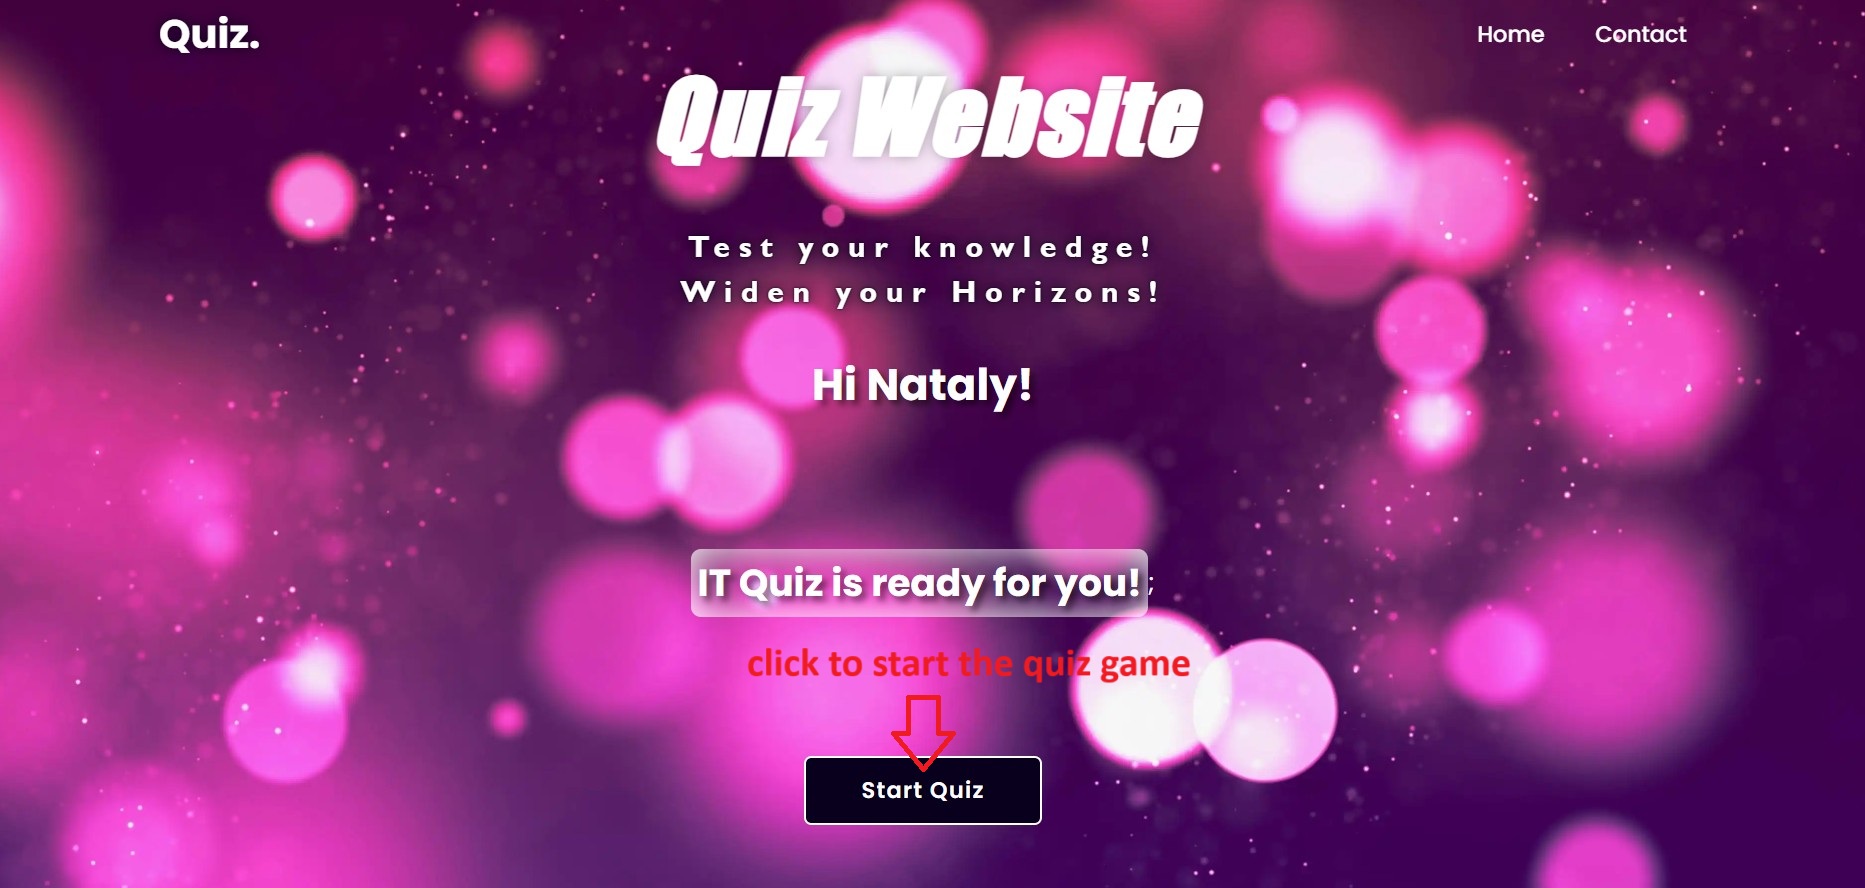 Quiz.
Home
Contact
Quiz Website
Test your knowledge!
Widen your Horizons!
Hi Nataly!
IT Quiz is ready for you! ;
click to start the quiz game
Start Quiz